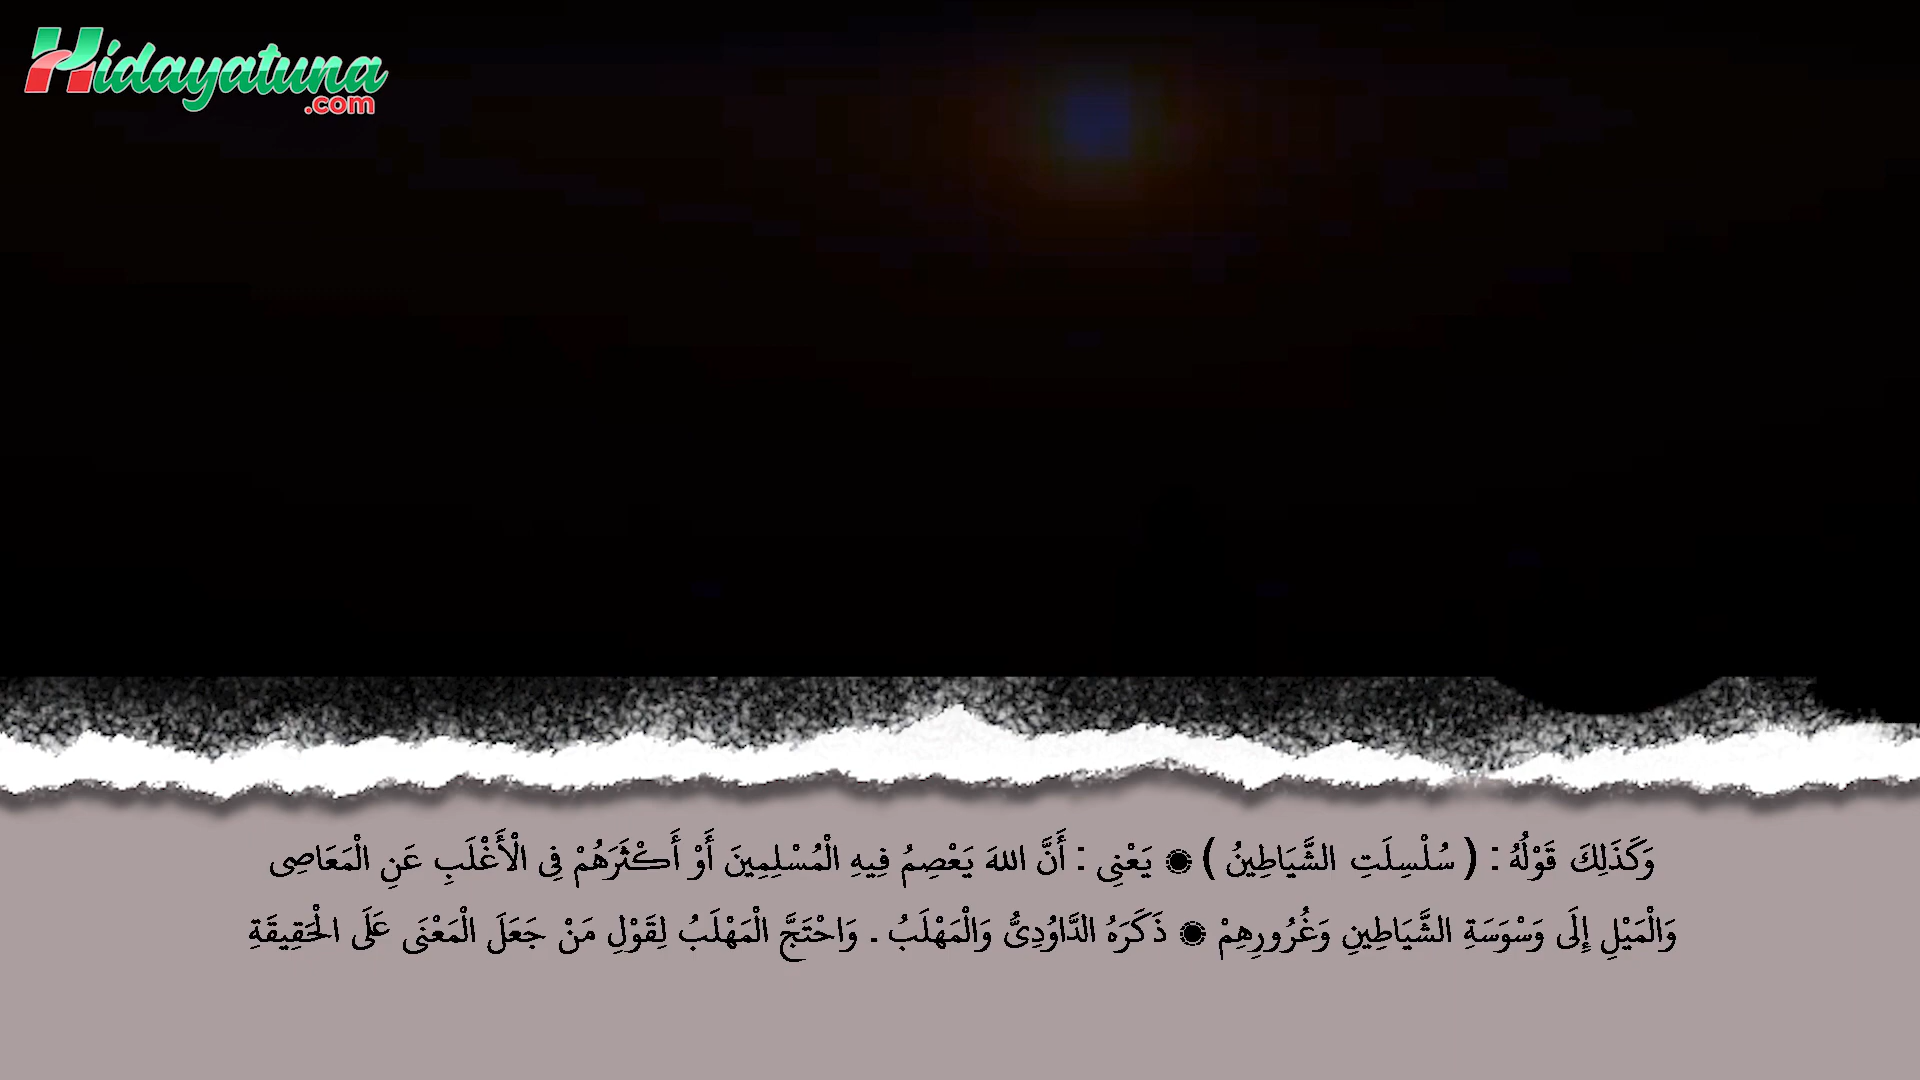 Hidayatuna
.com
وَكَذَلِكَ قَوْلُهُ : ( سُلْسِلَتِ الشَّيَاطِينُ ) ۞ يَعْنِى : أَنَّ اللهَ يَعْصِمُ فِيهِ الْمُسْلِمِينَ أَوْ أَكْثَرَهُمْ فِى الْأَغْلَبِ عَنِ الْمَعَاصِى
وَالْمَيْلِ إِلَى وَسْوَسَةِ الشَّيَاطِينِ وَغُرُورِهِمْ ۞ ذَكَرَهُ الدَّاوُدِىُّ وَالْمَهْلَبُ . وَاحْتَجَّ الْمَهْلَبُ لِقَوْلِ مَنْ جَعَلَ الْمَعْنَى عَلَى الْحَقِيقَةِ